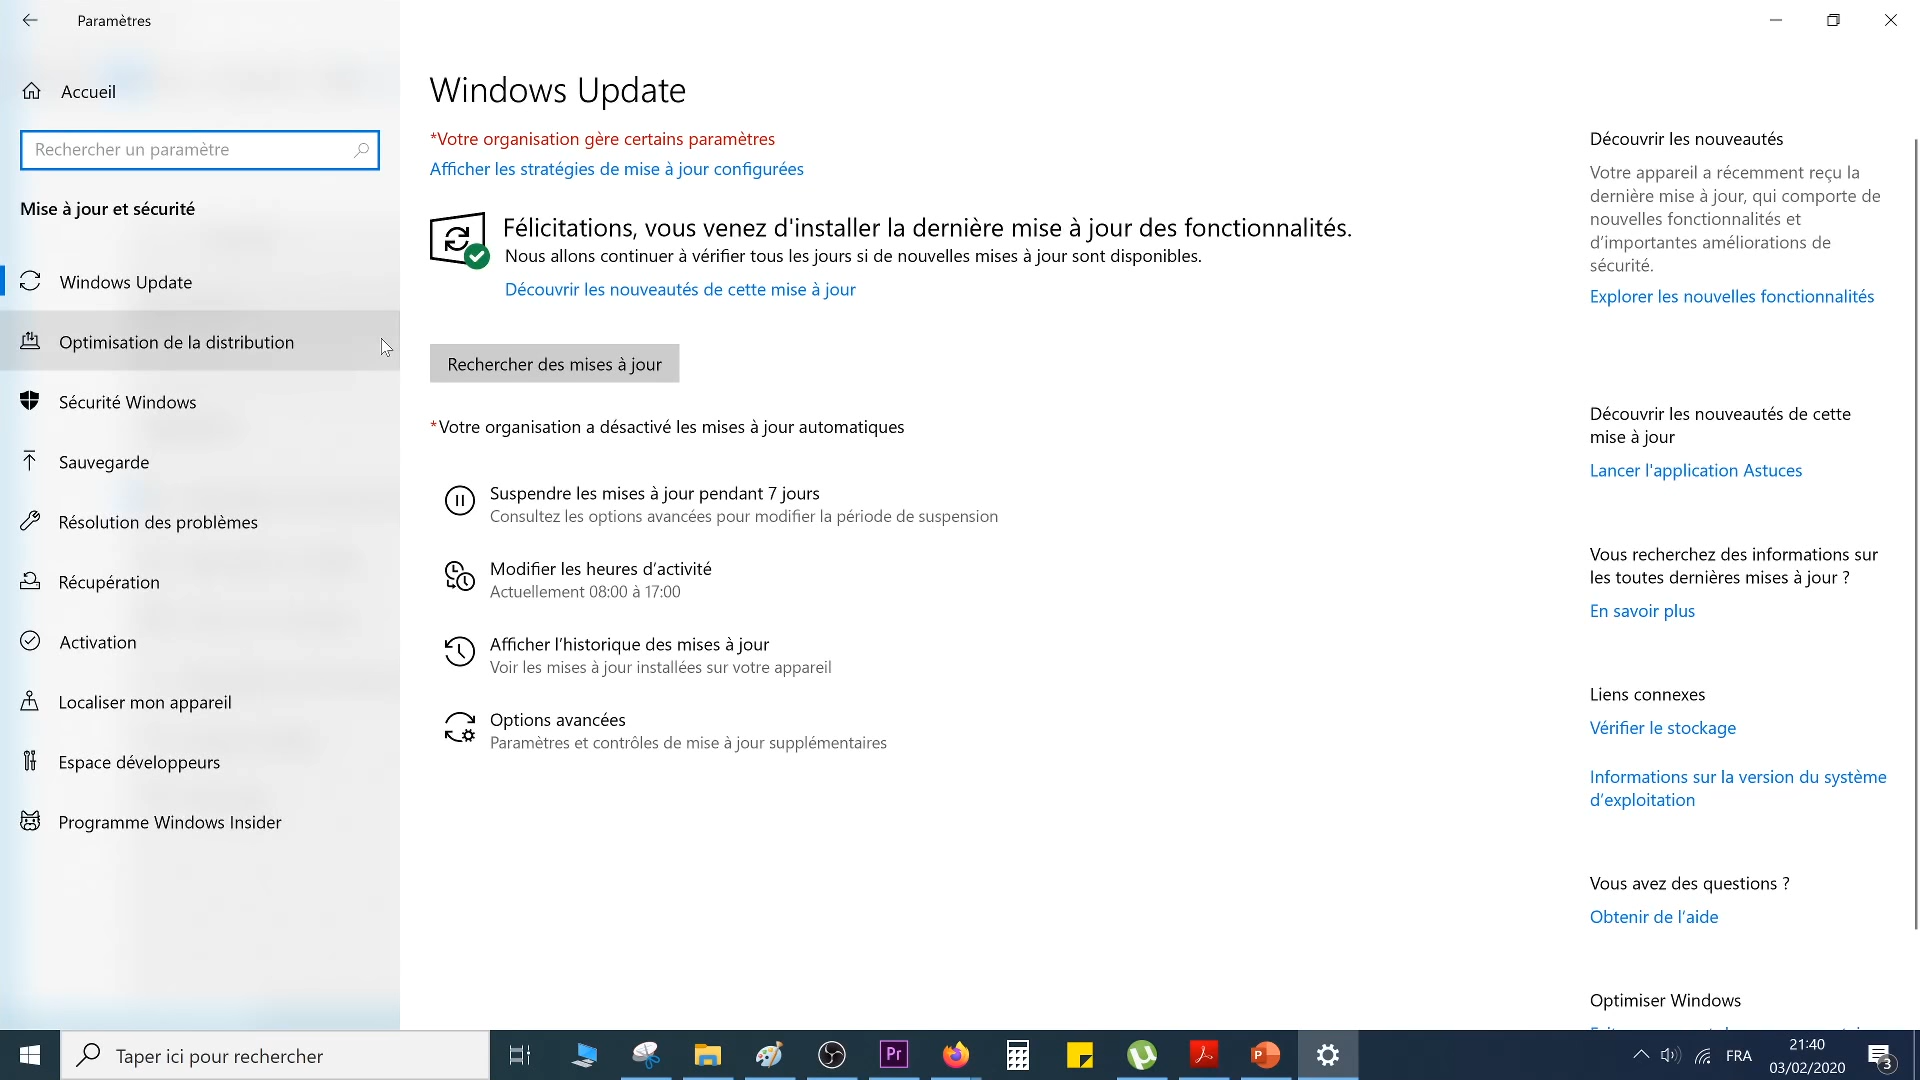 Paramètres
Accueil
Rechercher un paramètre
Mise à jour et sécurité
Windows Update
Optimisation de la distribution
Sécurité Windows
Sauvegarde
Résolution des problèmes
Récupération
Activation
Localiser mon appareil
Espace développeurs
Programme Windows Insider
Windows Update
*Votre organisation gère certains paramètres
Afficher les stratégies de mise à jour configurées
Félicitations, vous venez d'installer la dernière mise à jour des fonctionnalités.
Nous allons continuer à vérifier tous les jours si de nouvelles mises à jour sont disponibles.
Découvrir les nouveautés de cette mise à jour
Rechercher des mises à jour
*Votre organisation a désactivé les mises à jour automatiques
Suspendre les mises à jour pendant 7 jours
Consultez les options avancées pour modifier la période de suspension
Modifier les heures d’activité
Actuellement 08:00 à 17:00
Afficher l’historique des mises à jour
Voir les mises à jour installées sur votre appareil
Options avancées
Paramètres et contrôles de mise à jour supplémentaires
Découvrir les nouveautés
Votre appareil a récemment reçu la
dernière mise à jour, qui comporte de
nouvelles fonctionnalités et
d’importantes améliorations de
sécurité.
Explorer les nouvelles fonctionnalités
Découvrir les nouveautés de cette
mise à jour
Lancer l'application Astuces
Vous recherchez des informations sur
les toutes dernières mises à jour ?
En savoir plus
Liens connexes
Vérifier le stockage
Informations sur la version du système
d’exploitation
Vous avez des questions ?
Obtenir de l’aide
Optimiser Windows
Taper ici pour rechercher
Pr
P
FRA
21:40
03/02/2020
3